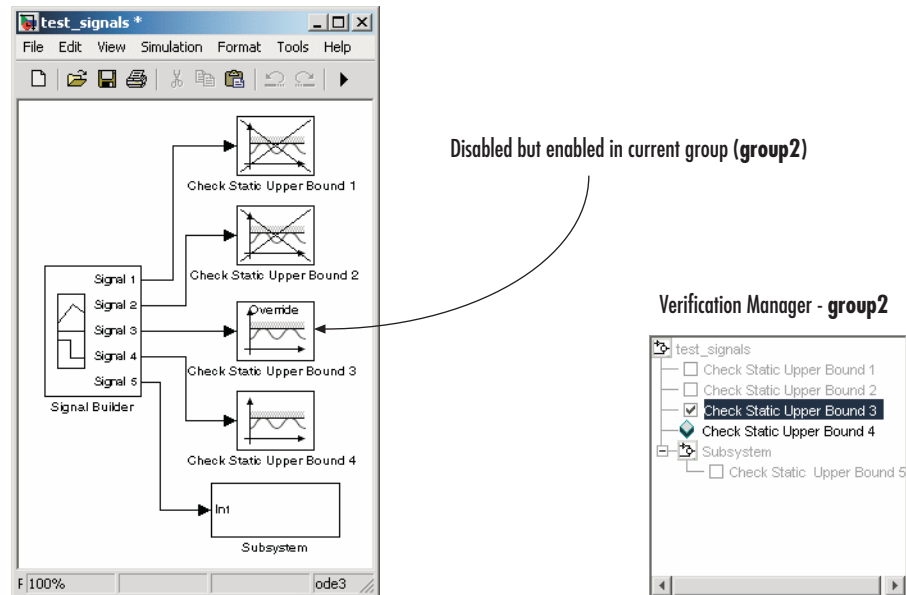 test_signals *
File Edit View Simulation Format Tools Help
Check Static Upper Bound 1
Check Static Upper Bound 2
Signal 1
Signal 2
Signal 3
Signal 4
Signal 5
Signal Builder
Override
Check Static Upper Bound 3
Check Static Upper Bound 4
In1
Subsystem
F 100%
ode3
Disabled but enabled in current group (group2)
Verification Manager - group2
test_signals
Check Static Upper Bound 1
Check Static Upper Bound 2
Check Static Upper Bound 3
Check Static Upper Bound 4
Subsystem
Check Static Upper Bound 5